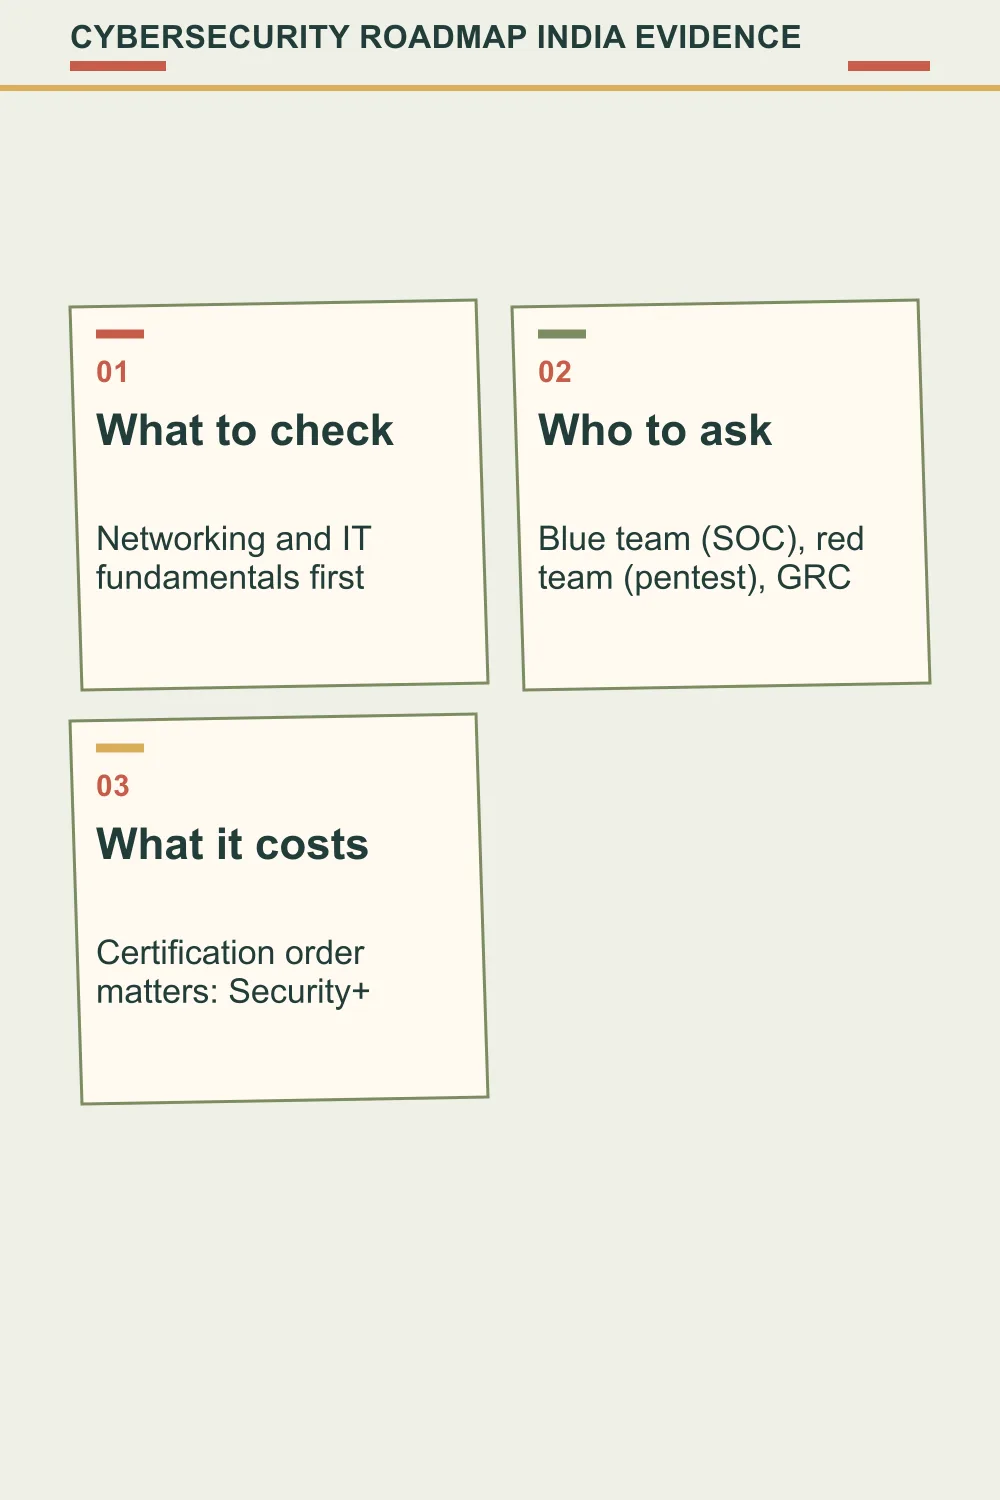 CYBERSECURITY ROADMAP INDIA EVIDENCE
01
What to check
Networking and IT
fundamentals first
02
Who to ask
Blue team (SOC), red
team (pentest), GRC
03
What it costs
Certification order
matters: Security+